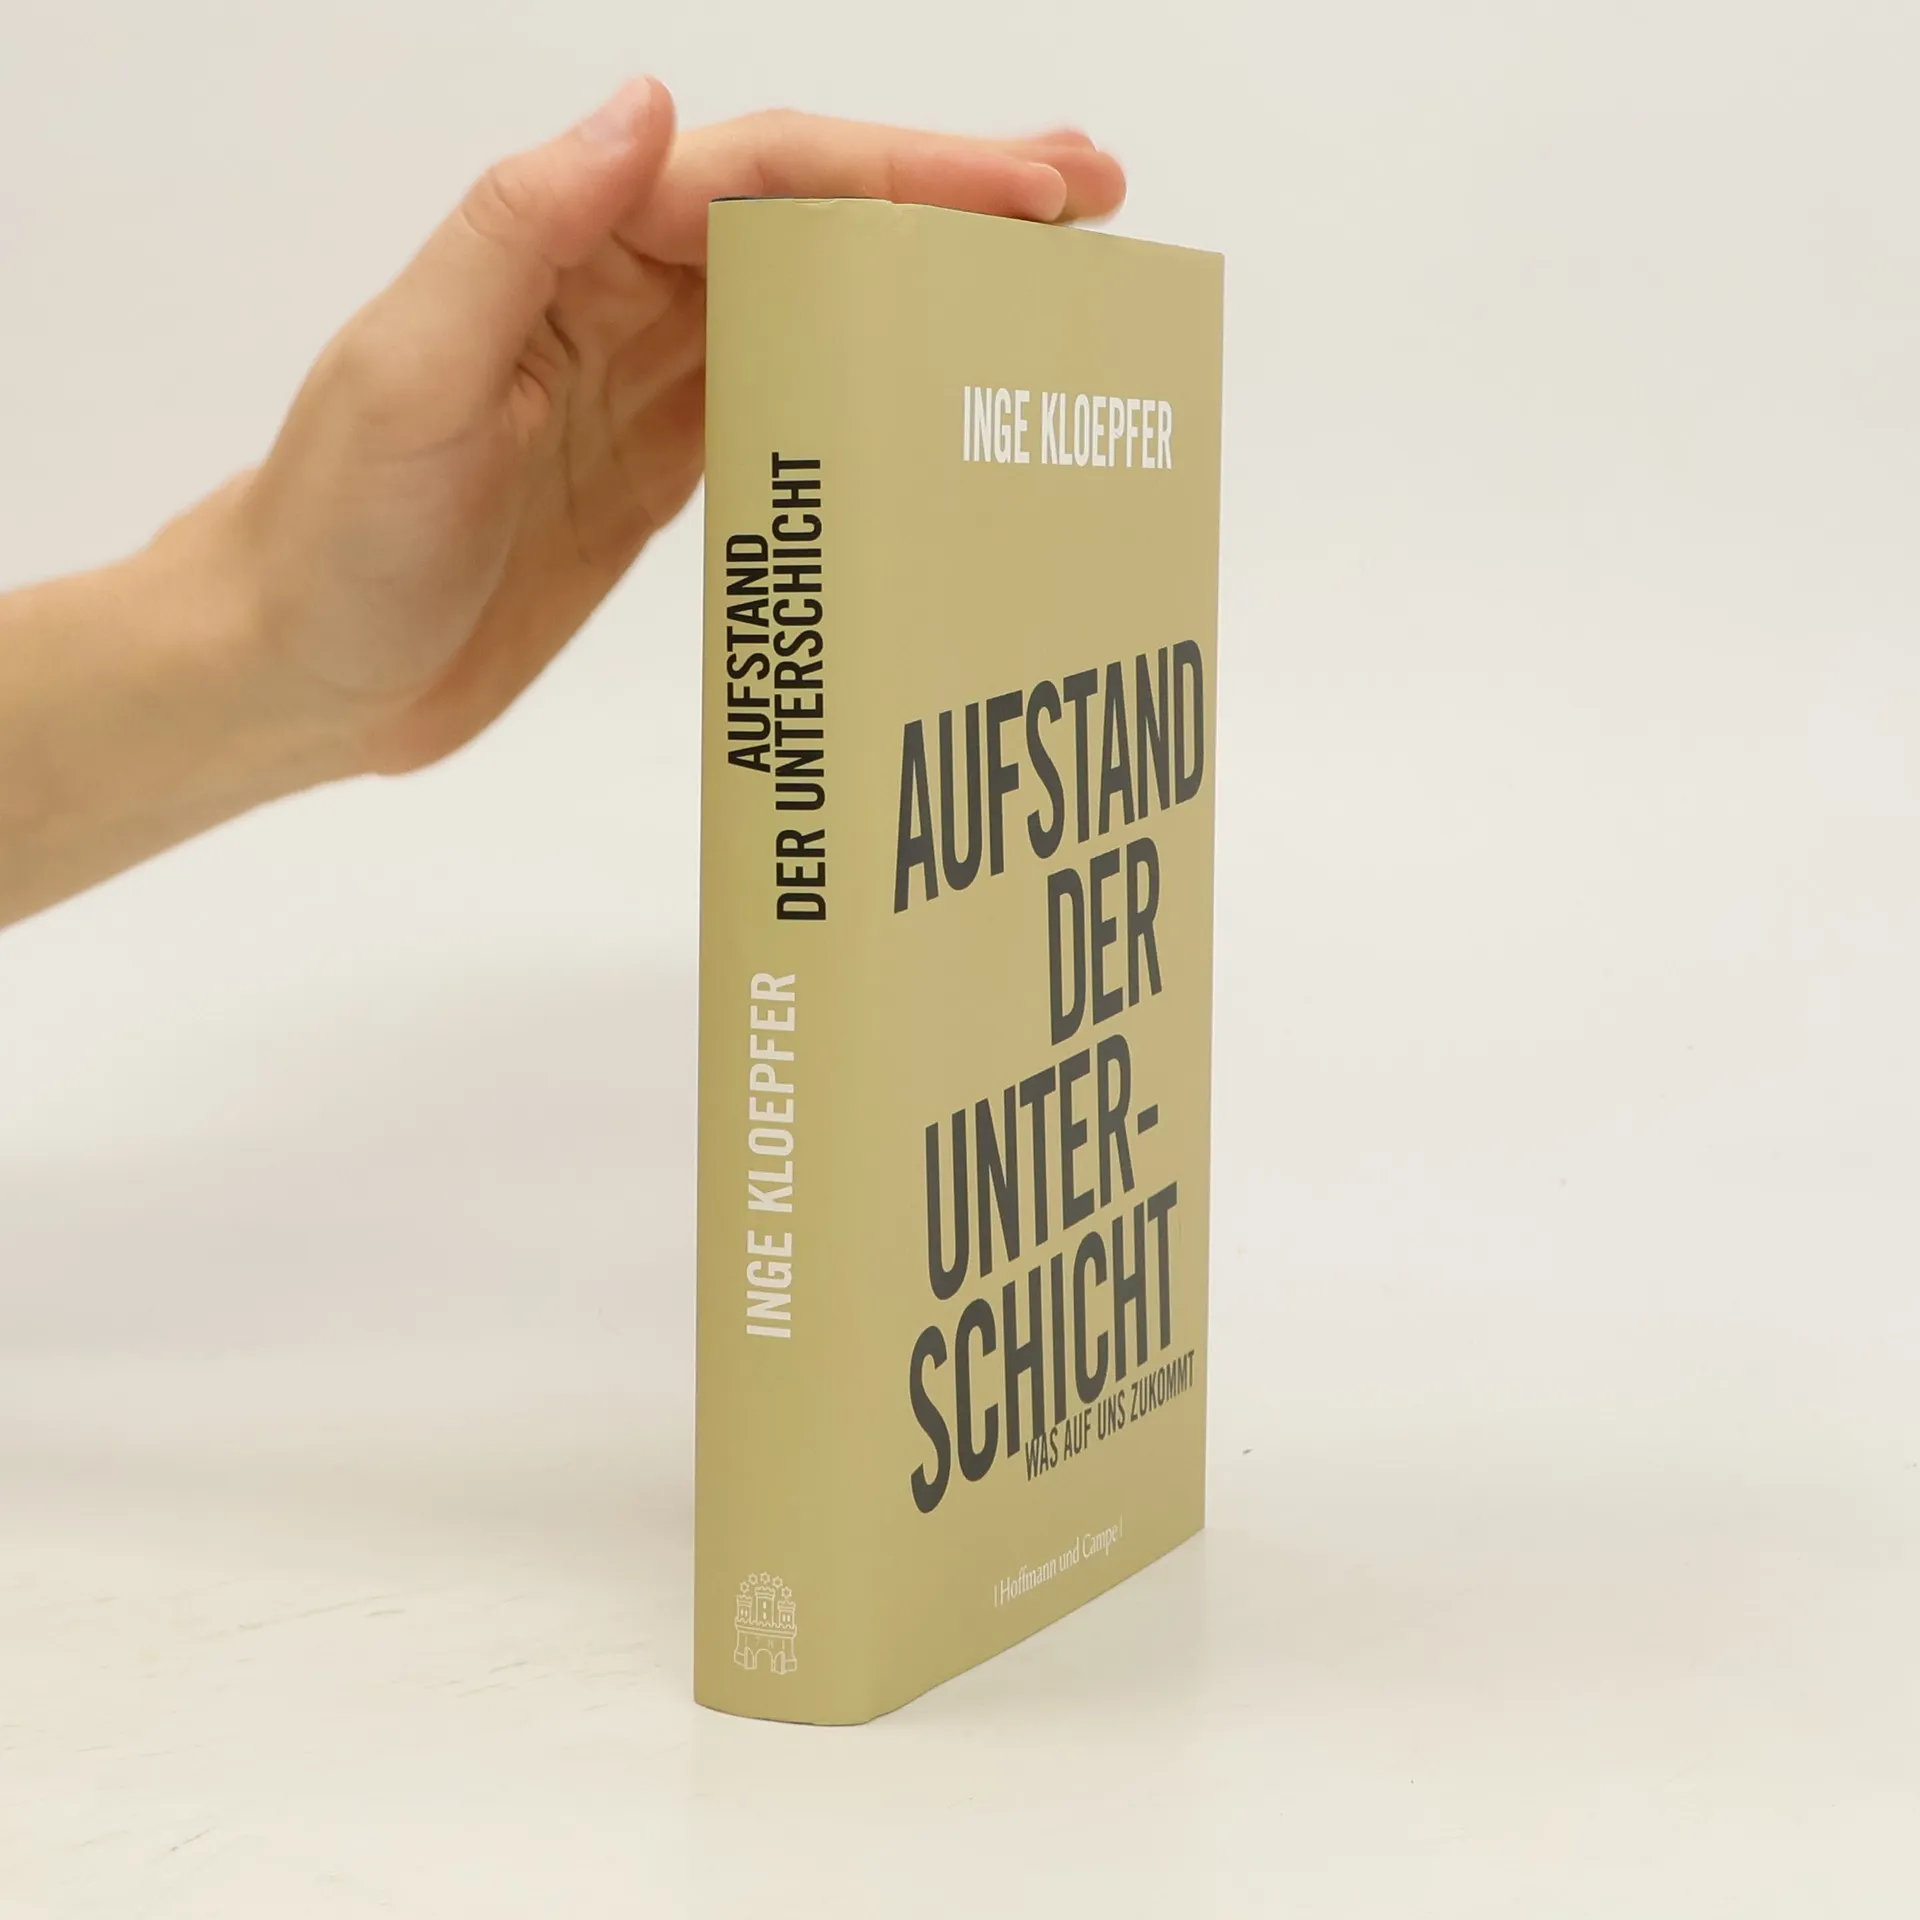 AUFSTAND
DER UNTERSCHICHT
INGE KLOEPFER
INGE KLOEPFER
AUFSTAND
DER
UNTER-
SCHICHT
WAS AUF UNS ZUKOMMT
| Hoffmann und Campe |